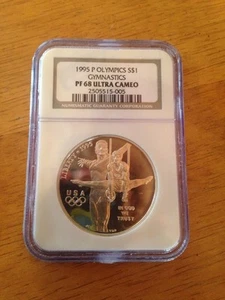 1995 P OLYMPICS S$1
GYMNASTICS
PF 68 ULTRA CAMEO
2505515-005
NUMISMATIC GUARANTY CORPORATION
LIBERTY 1995
USA
IN GOD
WE
TRUST